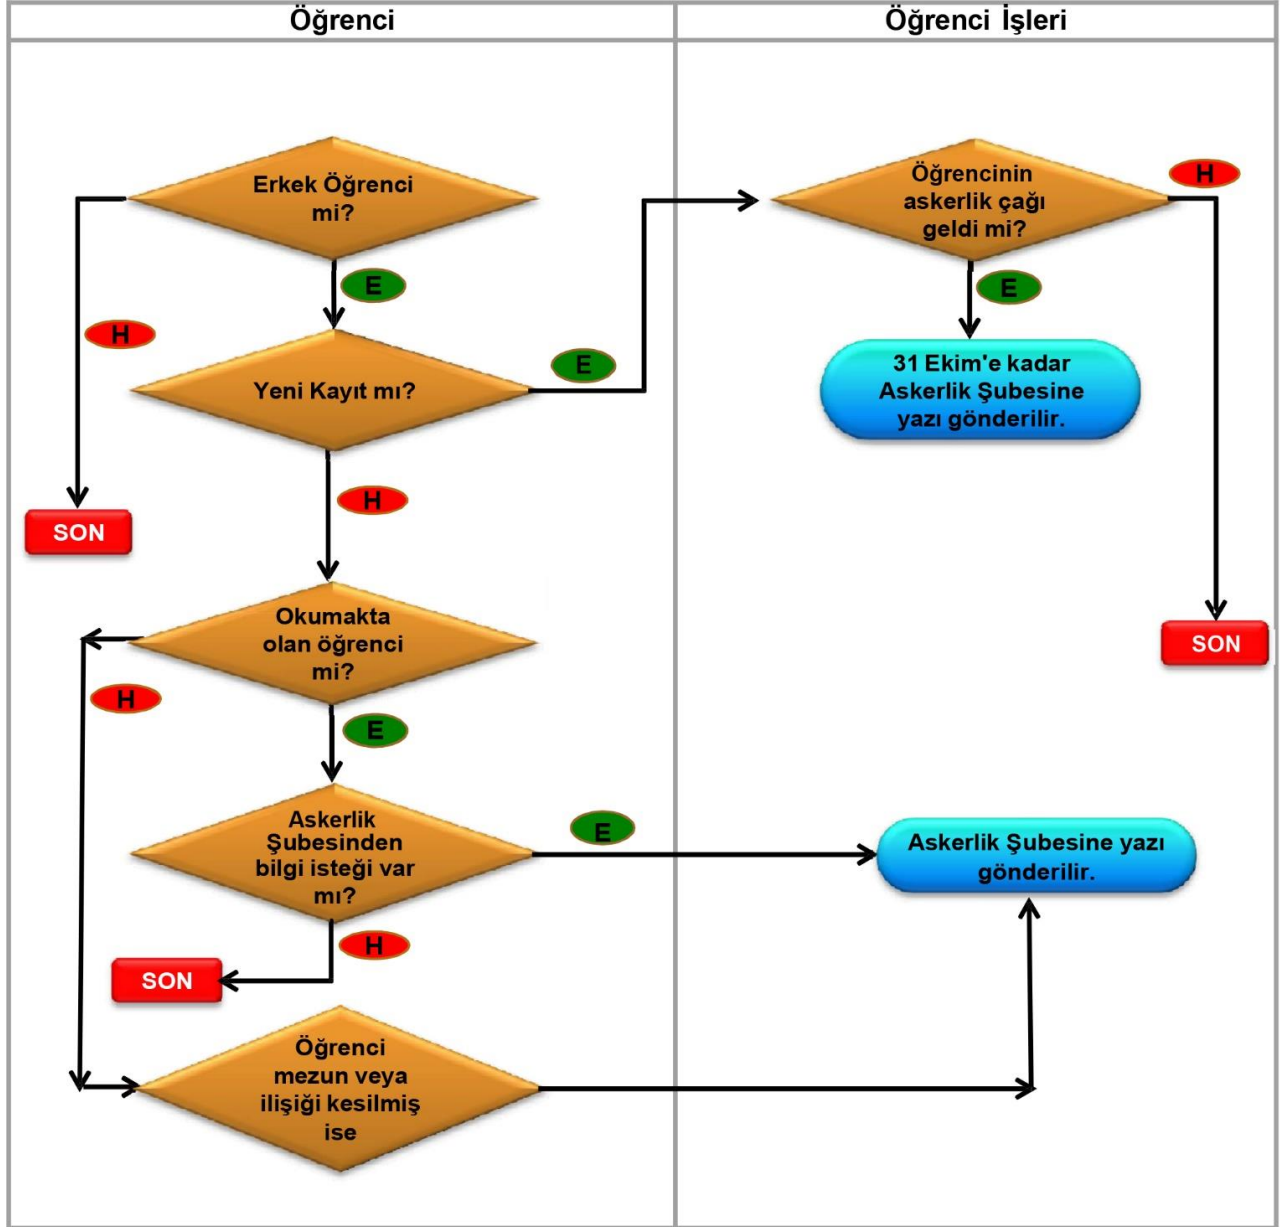 Öğrenci
Öğrenci İşleri
Erkek Öğrenci
mi?
E
H
Yeni Kayıt mı?
E
H
SON
Öğrencinin
askerlik çağı
geldi mi?
H
E
31 Ekim'e kadar
Askerlik Şubesine
yazı gönderilir.
SON
Okumakta
olan öğrenci
mi?
H
E
Askerlik
Şubesinden
bilgi isteği var
mı?
E
H
SON
Askerlik Şubesine yazı
gönderilir.
Öğrenci
mezun veya
ilişiği kesilmiş
ise